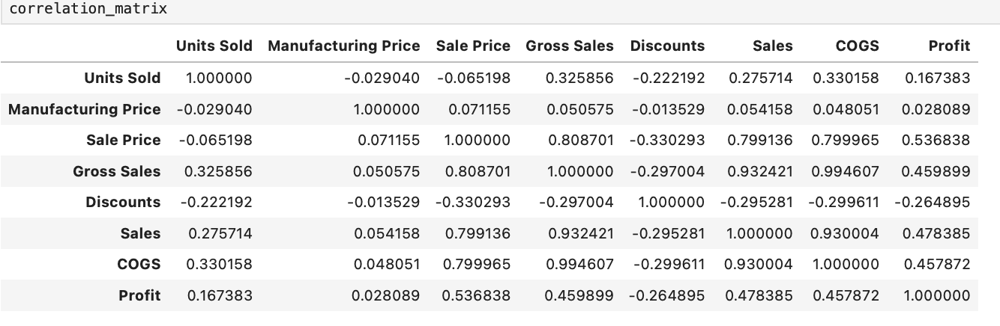 correlation_matrix
Units Sold Manufacturing Price Sale Price Gross Sales Discounts Sales COGS Profit
Units Sold 1.000000 -0.029040 -0.065198 0.325856 -0.222192 0.275714 0.330158 0.167383
Manufacturing Price -0.029040 1.000000 0.071155 0.050575 -0.013529 0.054158 0.048051 0.028089
Sale Price -0.065198 0.071155 1.000000 0.808701 -0.330293 0.799136 0.799965 0.536838
Gross Sales 0.325856 0.050575 0.808701 1.000000 -0.297004 0.932421 0.994607 0.459899
Discounts -0.222192 -0.013529 -0.330293 -0.297004 1.000000 -0.295281 -0.299611 -0.264895
Sales 0.275714 0.054158 0.799136 0.932421 -0.295281 1.000000 0.930004 0.478385
COGS 0.330158 0.048051 0.799965 0.994607 -0.299611 0.930004 1.000000 0.457872
Profit 0.167383 0.028089 0.536838 0.459899 -0.264895 0.478385 0.457872 1.000000